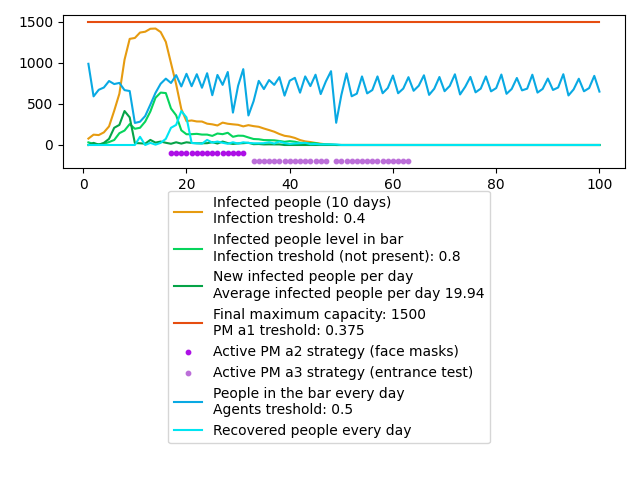 1500
1000
500
0
0 20 40 60 80 100
Infected people (10 days)
Infection treshold: 0.4
Infected people level in bar
Infection treshold (not present): 0.8
New infected people per day
Average infected people per day 19.94
Final maximum capacity: 1500
PM a1 treshold: 0.375
Active PM a2 strategy (face masks)
Active PM a3 strategy (entrance test)
People in the bar every day
Agents treshold: 0.5
Recovered people every day